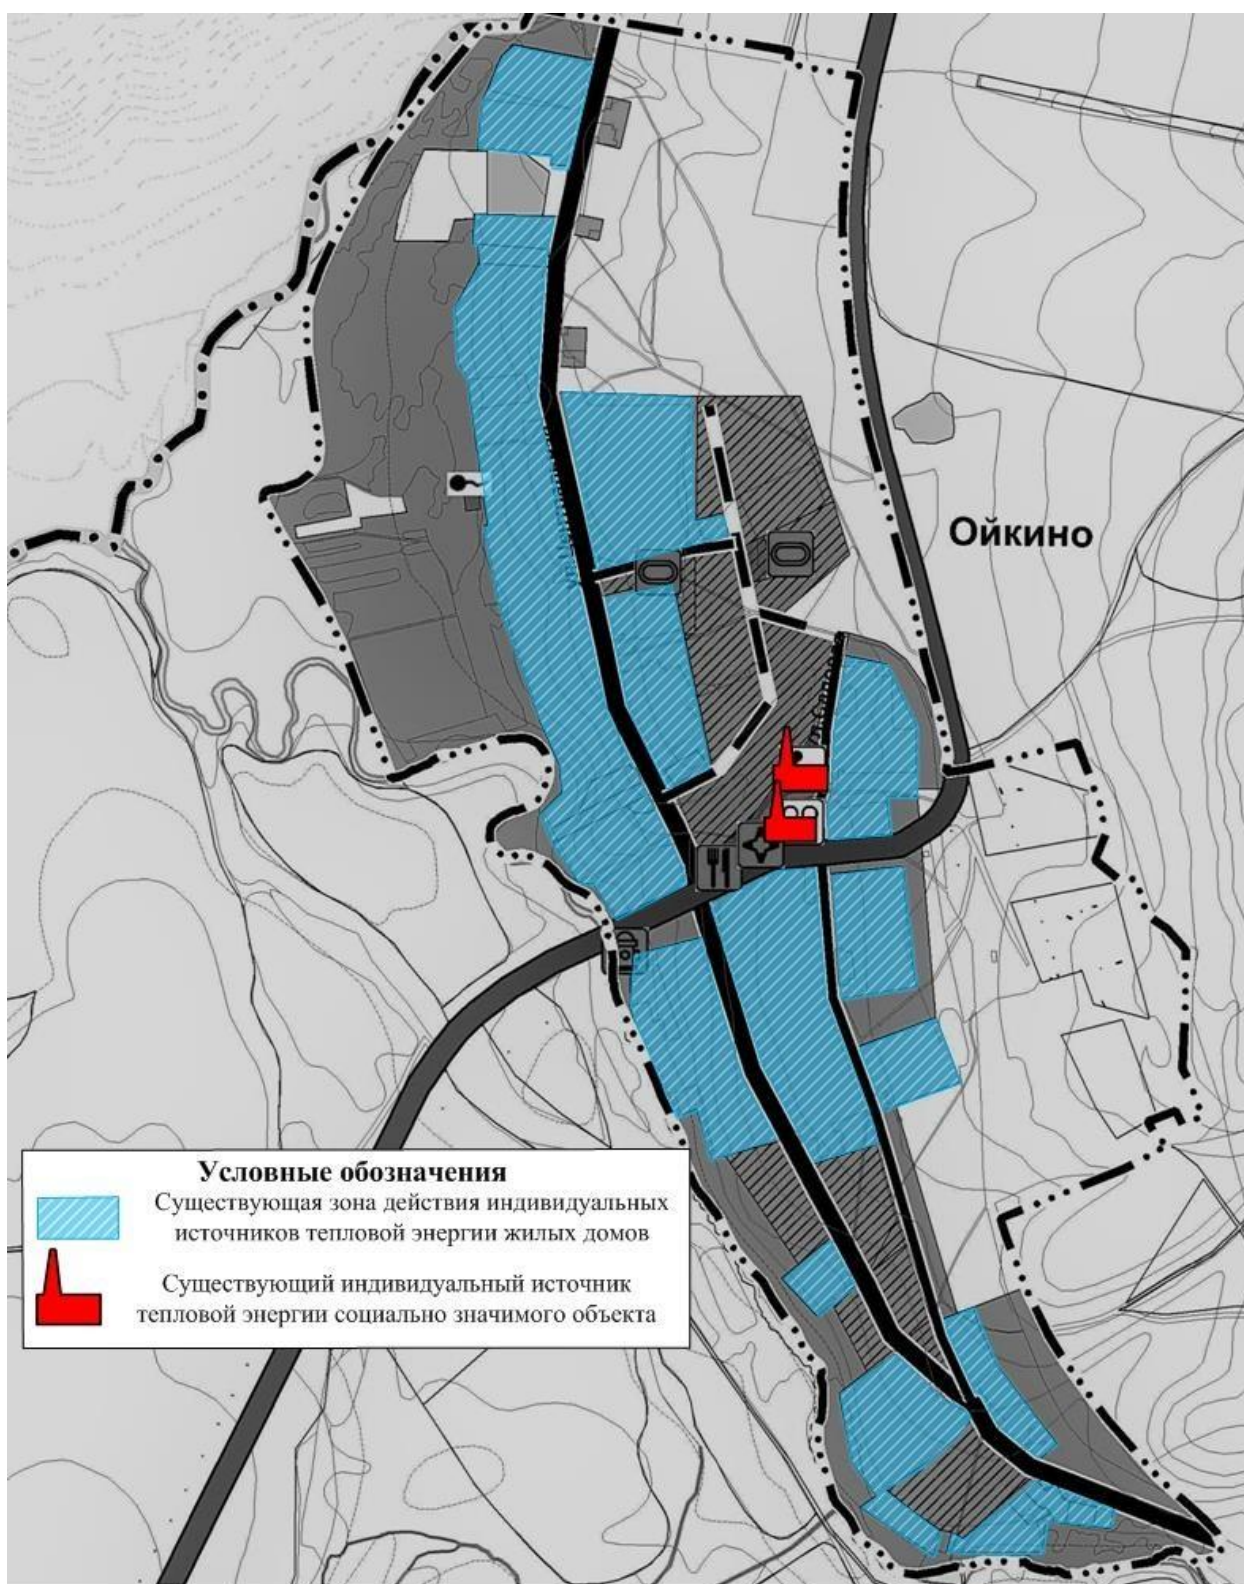 Ойкино
Условные обозначения
Существующая зона действия индивидуальных
источников тепловой энергии жилых домов
Существующий индивидуальный источник
тепловой энергии социально значимого объекта